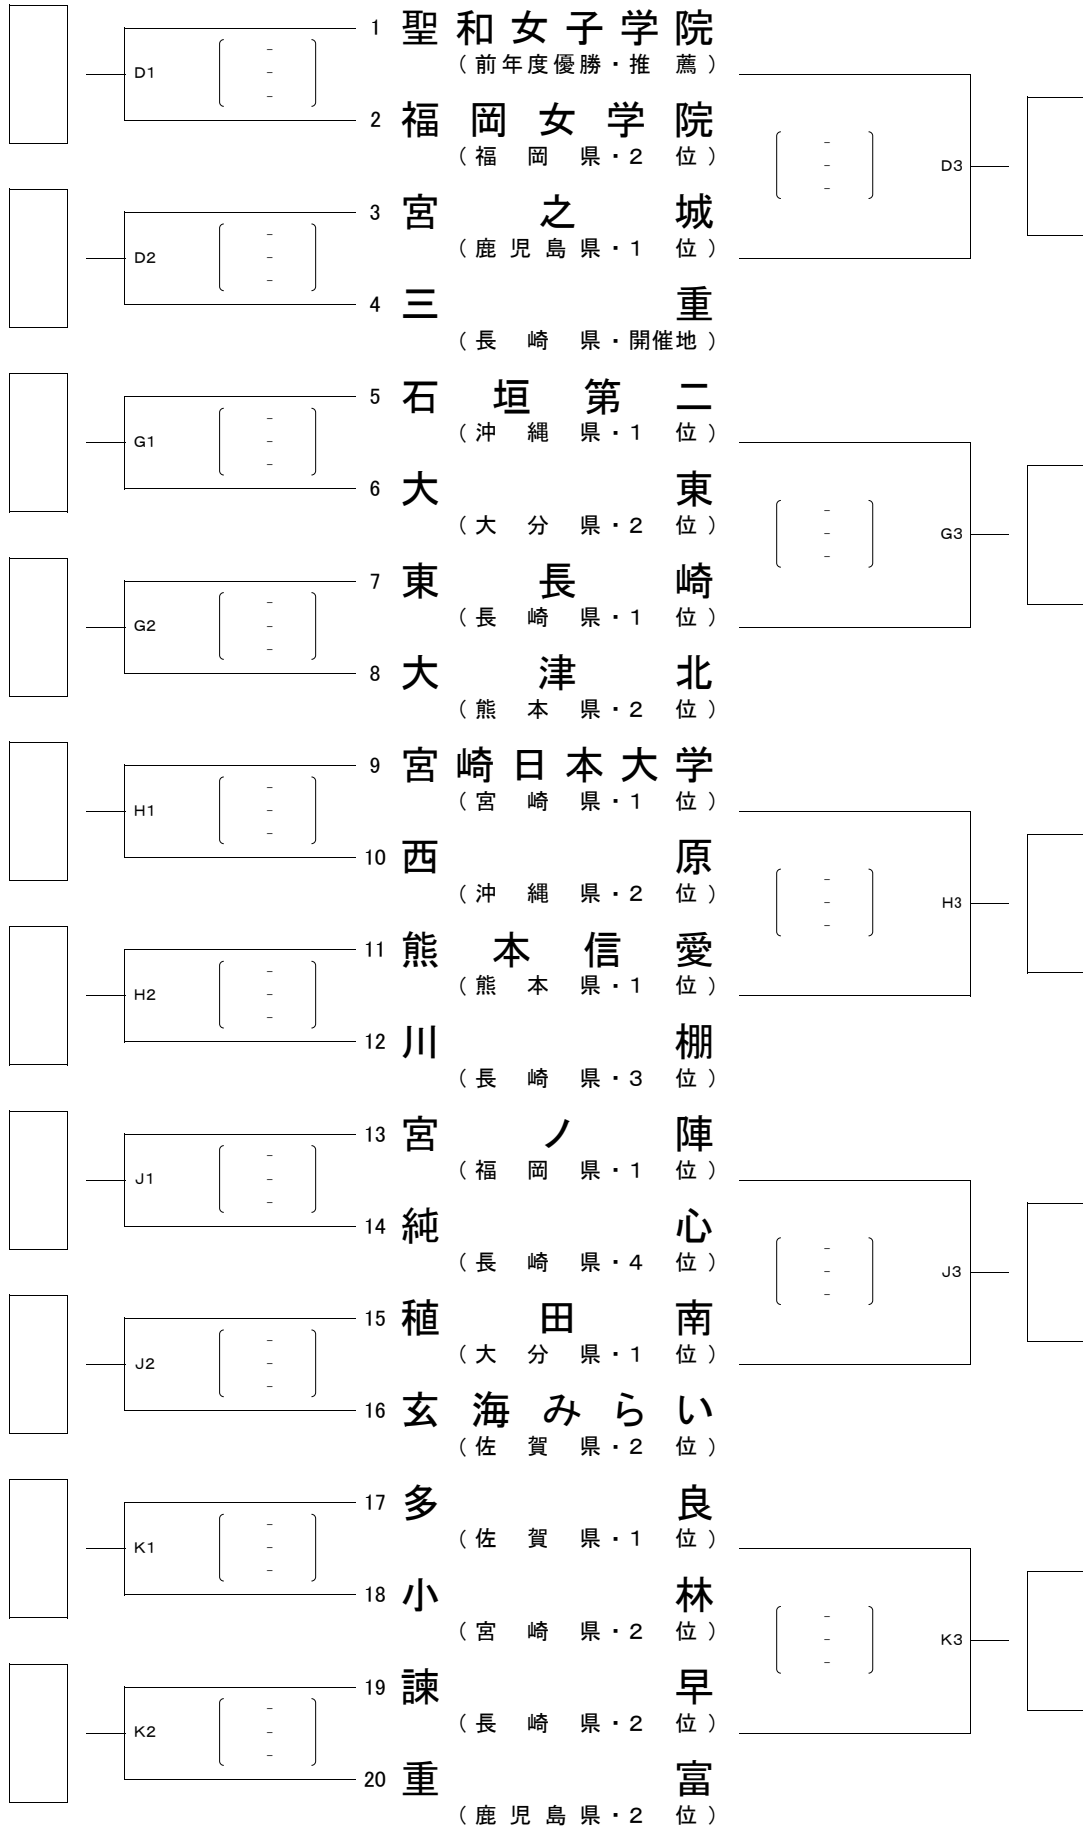 1 聖和女子学院
(前年度優勝・推薦)
D1
2 福岡女学院
(福岡県・2位)
D3
3 宮之城
(鹿児島県・1位)
D2
4 三重
(長崎県・開催地)
5 石垣第二
(沖縄県・1位)
G1
6 大東
(大分県・2位)
G3
7 東長崎
(長崎県・1位)
G2
8 大津北
(熊本県・2位)
9 宮崎日本大学
(宮崎県・1位)
H1
10 西原
(沖縄県・2位)
H3
11 熊本信愛
(熊本県・1位)
H2
12 川棚
(長崎県・3位)
13 宮ノ陣
(福岡県・1位)
J1
14 純心
(長崎県・4位)
J3
15 稙田南
(大分県・1位)
J2
16 玄海みらい
(佐賀県・2位)
17 多良
(佐賀県・1位)
K1
18 小林
(宮崎県・2位)
K3
19 諫早
(長崎県・2位)
K2
20 重富
(鹿児島県・2位)